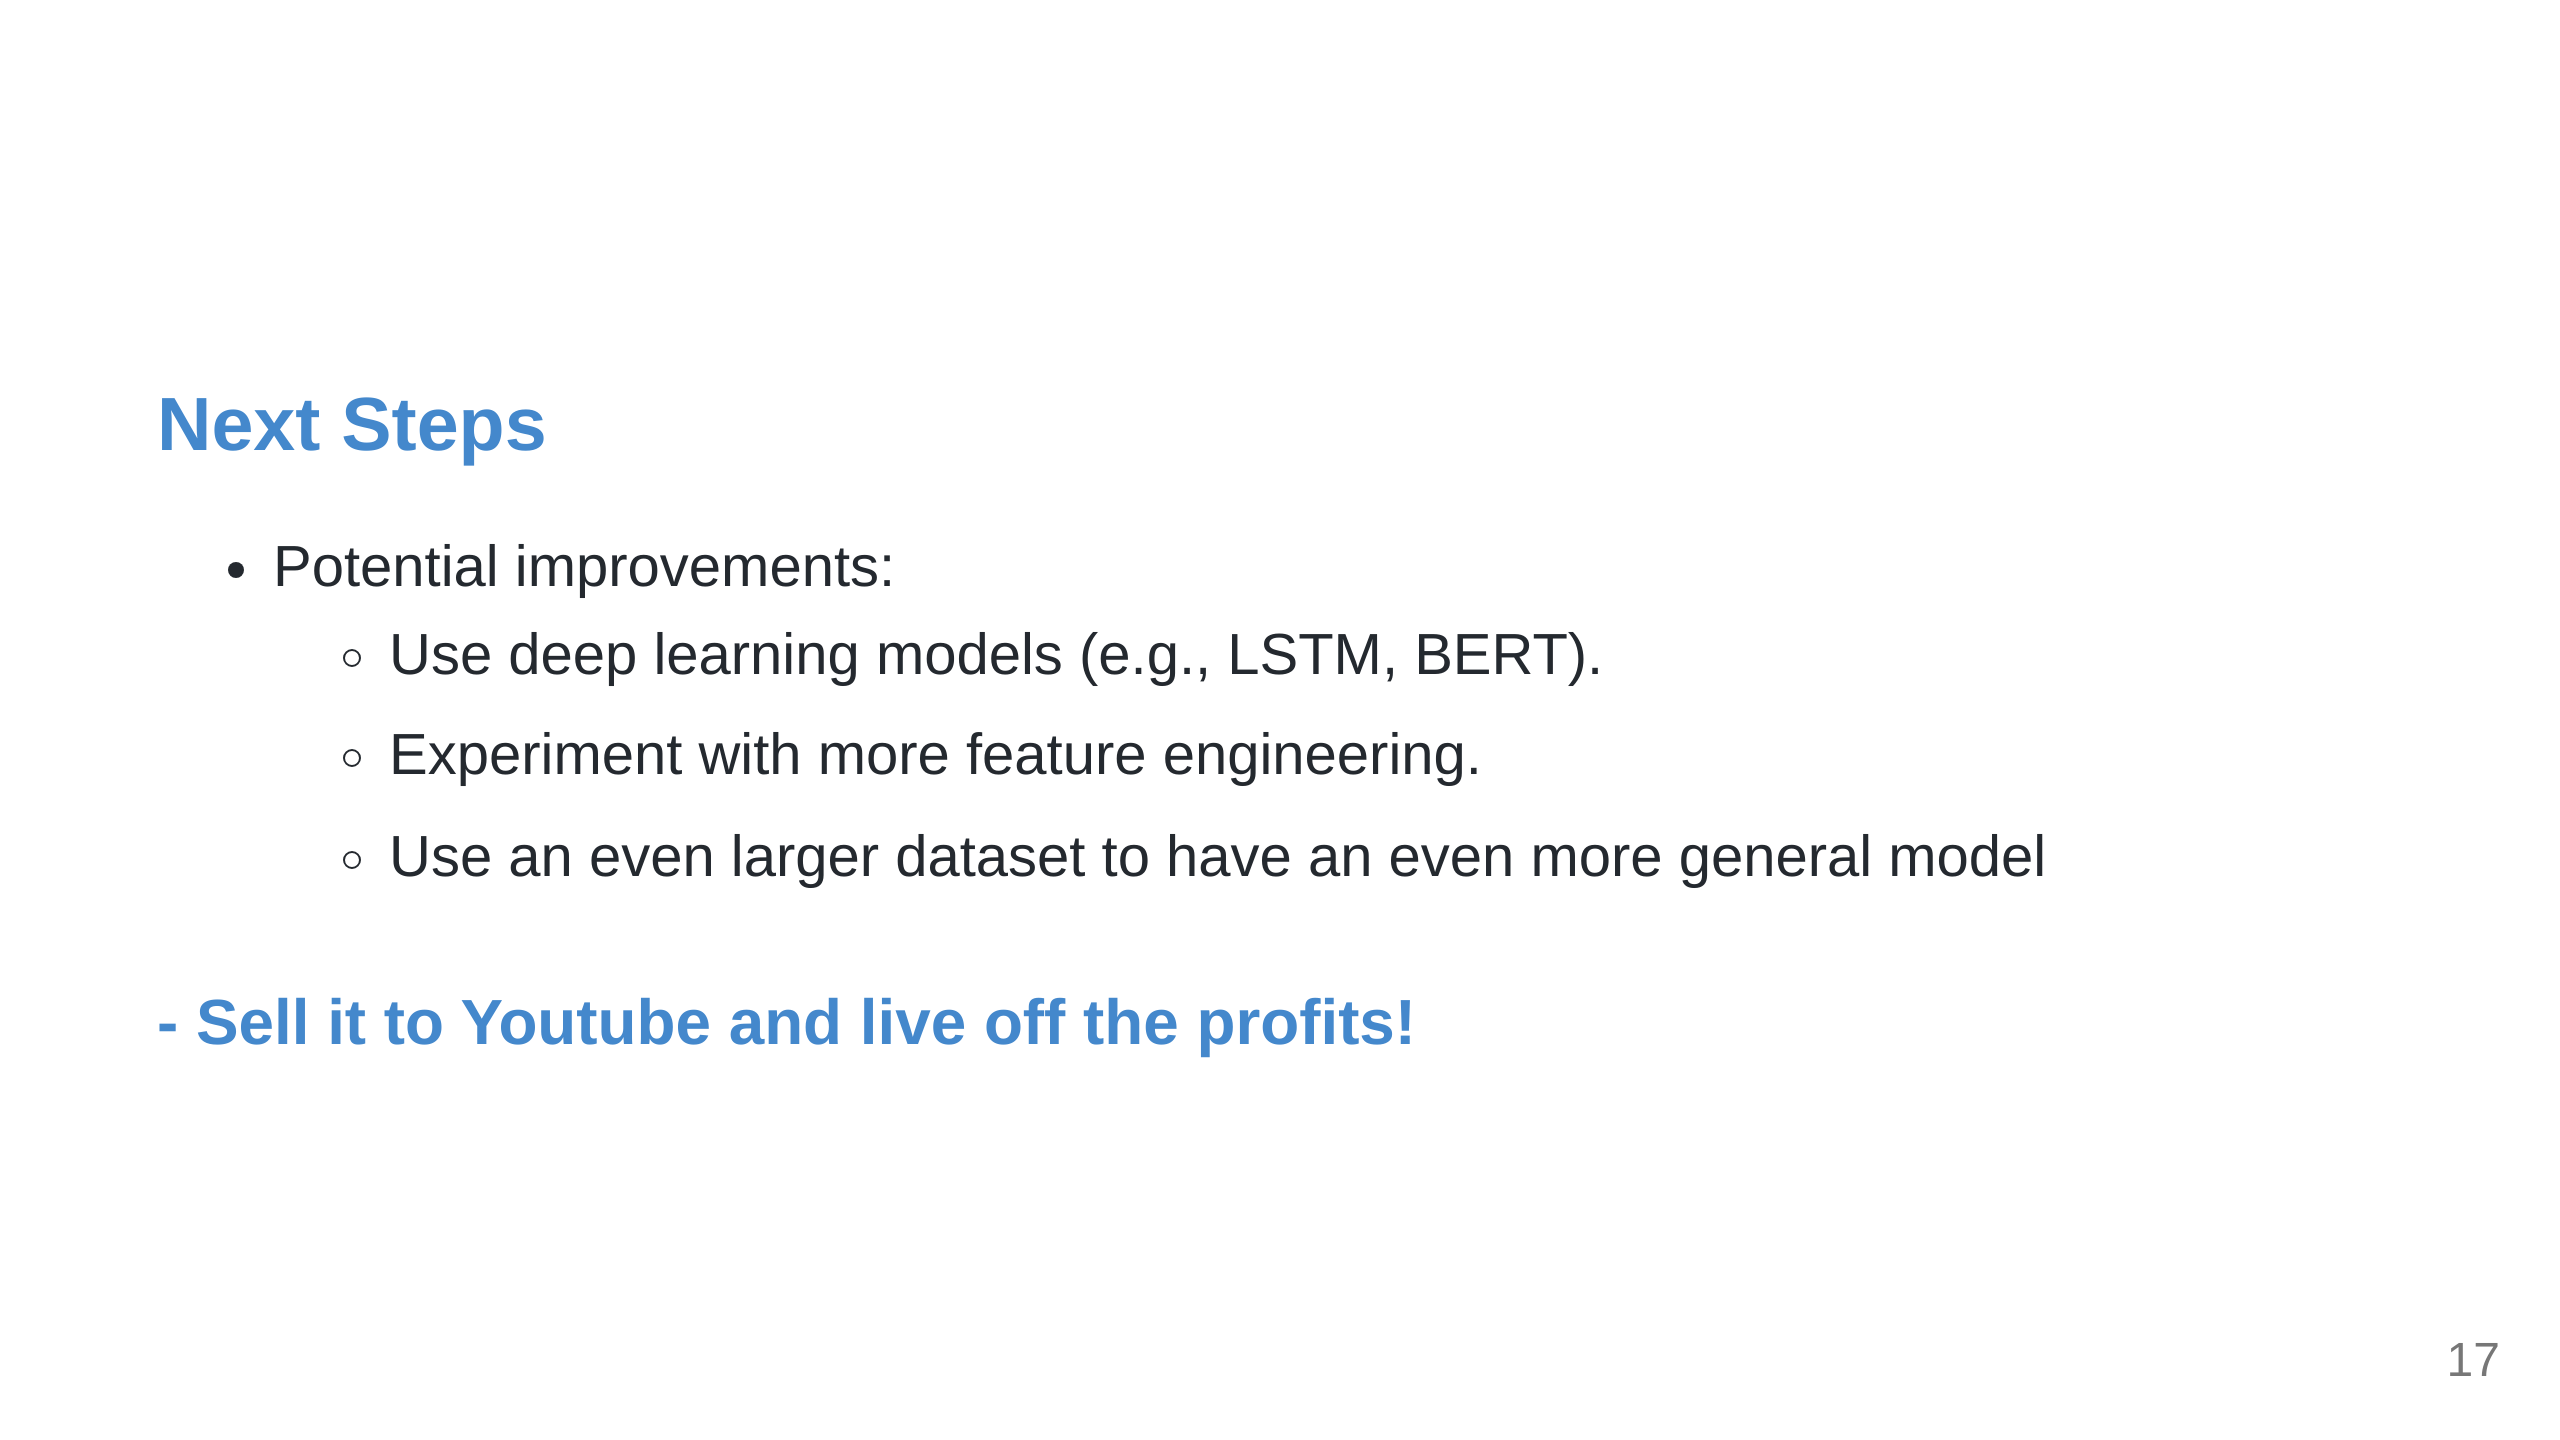 Next Steps
Potential improvements:
Use deep learning models (e.g., LSTM, BERT).
Experiment with more feature engineering.
Use an even larger dataset to have an even more general model
- Sell it to Youtube and live off the profits!
17